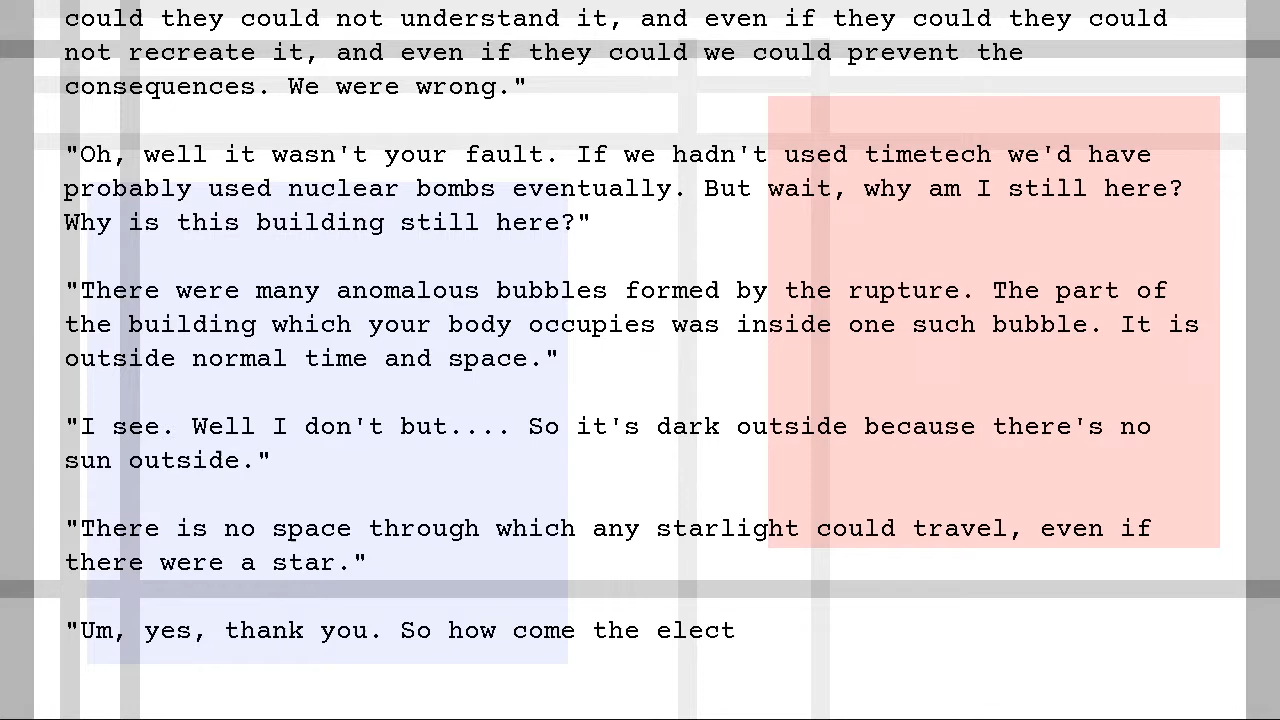 could they could not understand it, and even if they could they could
not recreate it, and even if they could we could prevent the
consequences. We were wrong."
"Oh, well it wasn't your fault. If we hadn't used timetech we'd have
probably used nuclear bombs eventually. But wait, why am I still here?
Why is this building still here?"
"There were many anomalous bubbles formed by the rupture. The part of
the building which your body occupies was inside one such bubble. It is
outside normal time and space."
"I see. Well I don't but.... So it's dark outside because there's no
sun outside."
"There is no space through which any starlight could travel, even if
there were a star."
"Um, yes, thank you. So how come the elect